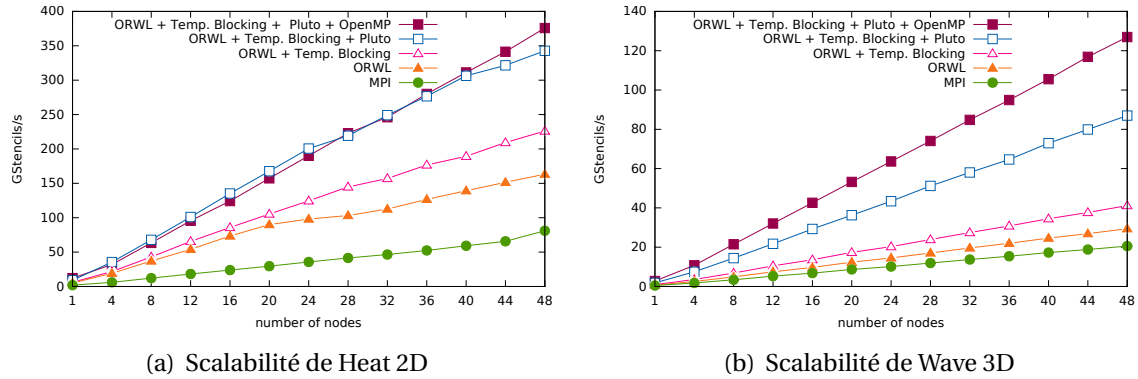 ORWL + Temp. Blocking + Pluto + OpenMP
ORWL + Temp. Blocking + Pluto
ORWL + Temp. Blocking
ORWL
MPI
400
350
300
250
200
150
100
50
0
GStencils/s
1 4 8 12 16 20 24 28 32 36 40 44 48
number of nodes
(a) Scalabilité de Heat 2D
ORWL + Temp. Blocking + Pluto + OpenMP
ORWL + Temp. Blocking + Pluto
ORWL + Temp. Blocking
ORWL
MPI
140
120
100
80
60
40
20
0
GStencils/s
1 4 8 12 16 20 24 28 32 36 40 44 48
number of nodes
(b) Scalabilité de Wave 3D